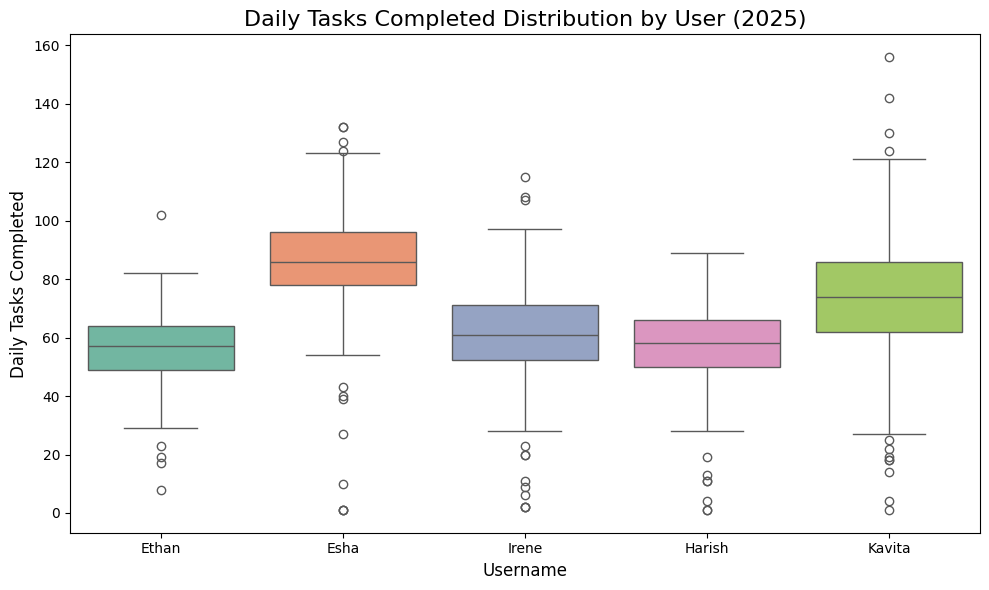 Daily Tasks Completed Distribution by User (2025)
Daily Tasks Completed
160
140
120
100
80
60
40
20
0
Ethan Esha Irene Harish Kavita
Username